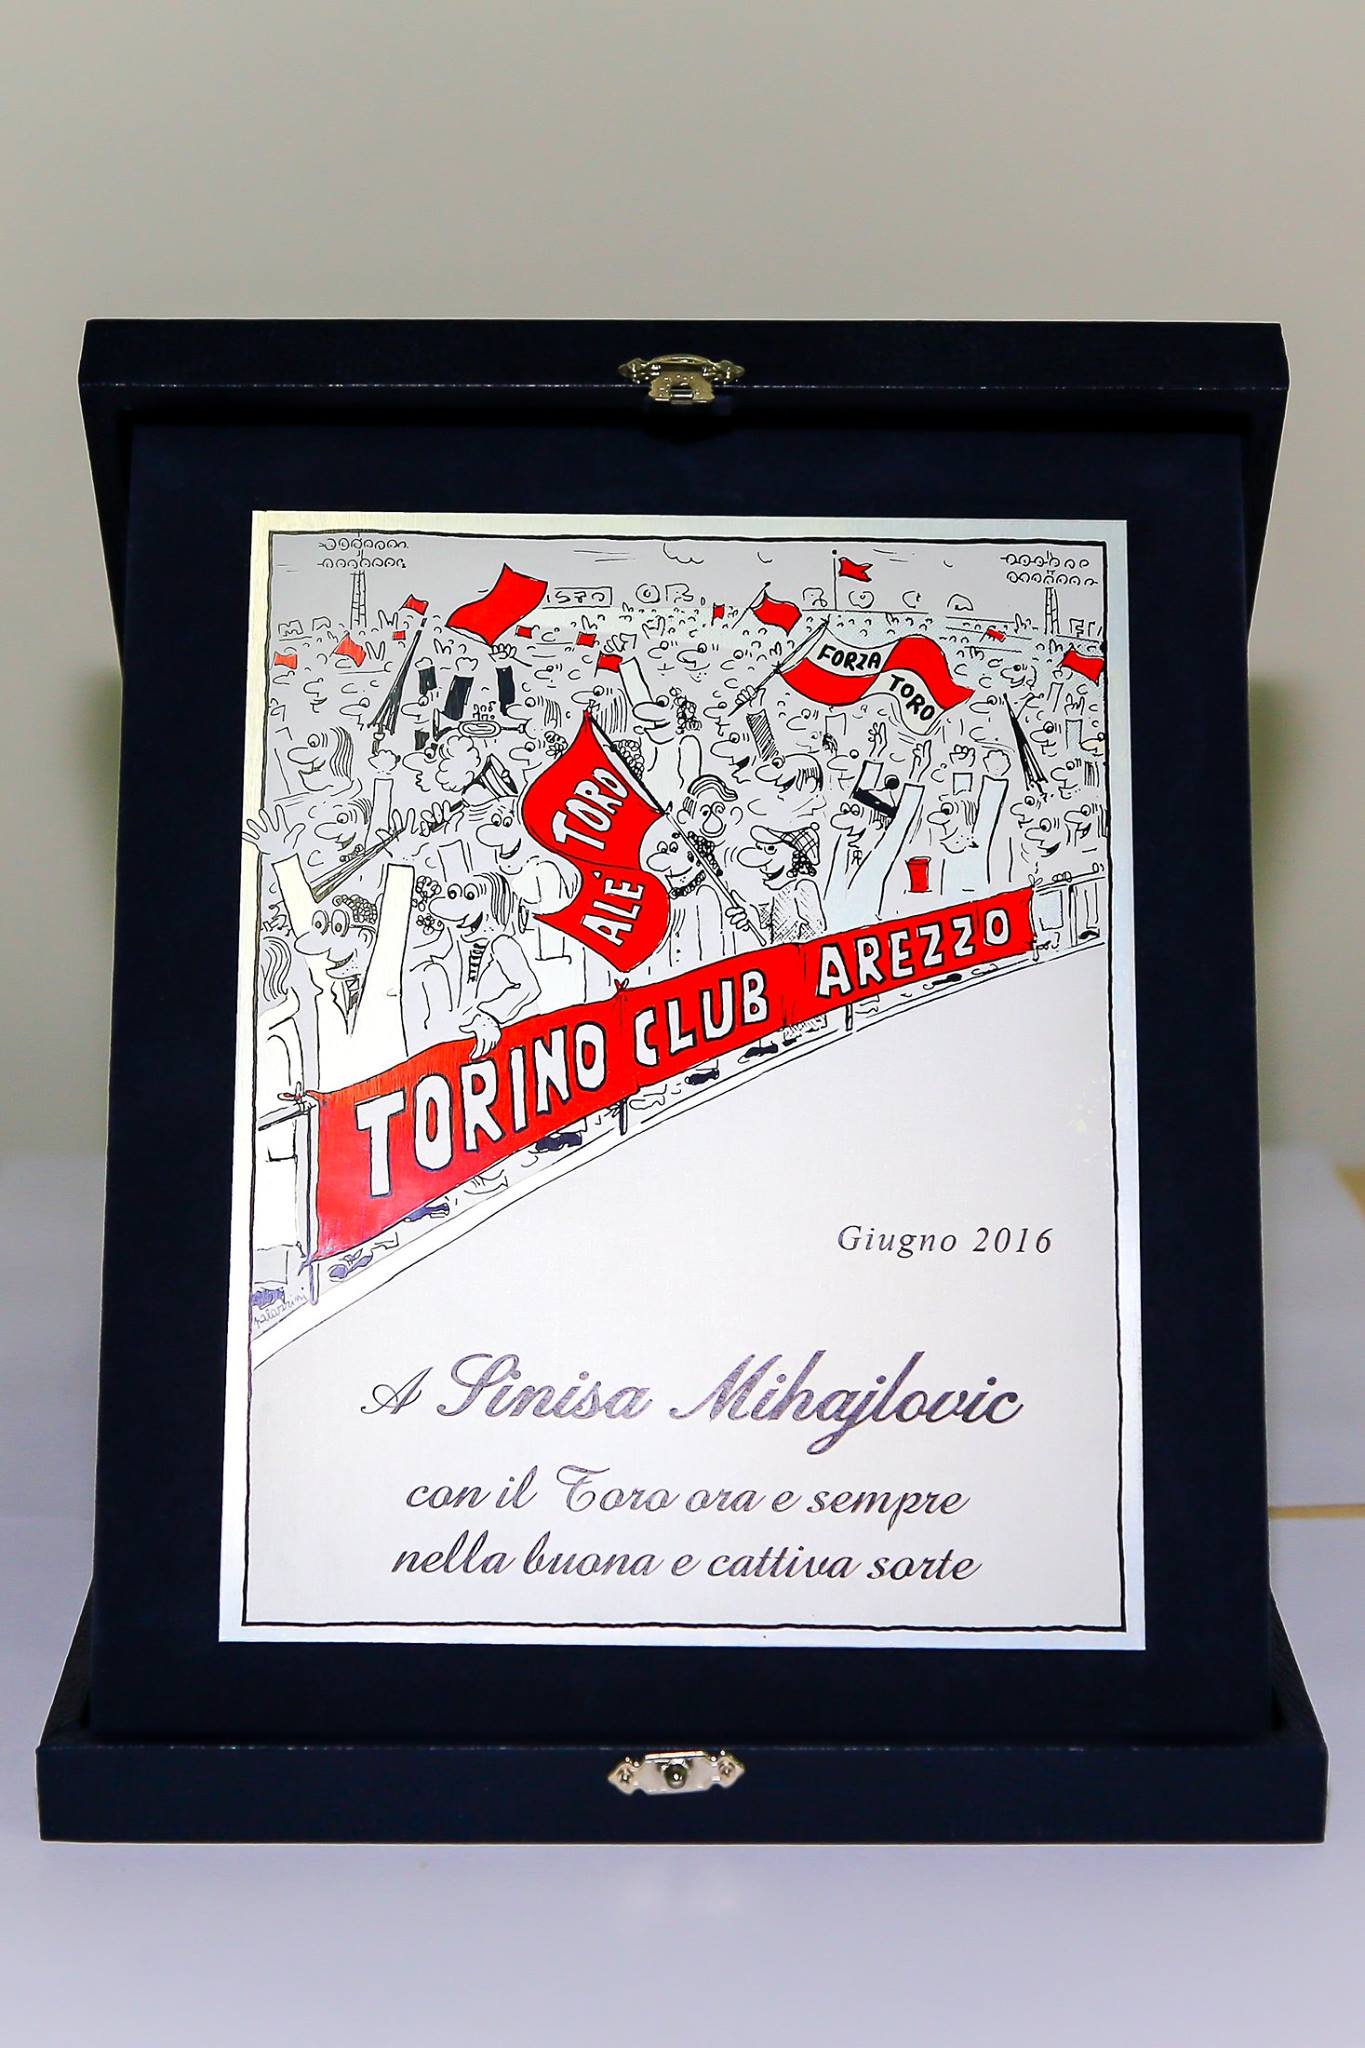 FORZA
TORO
TORO
ALÈ
TORINO CLUB AREZZO
Giugno 2016
A Sinisa Mihajlovic
con il Toro ora e sempre
nella buona e cattiva sorte